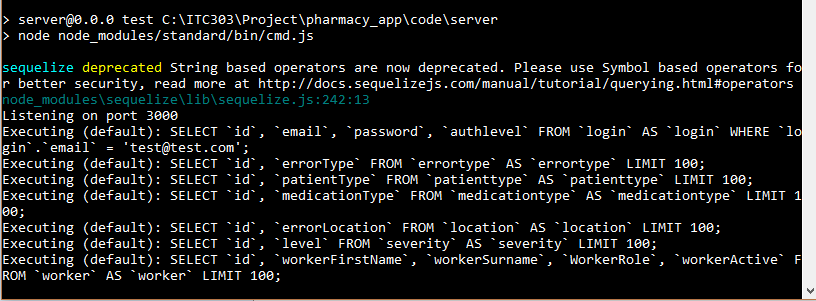 > server@0.0.0 test C:\ITC303\Project\pharmacy_app\code\server
> node node_modules/standard/bin/cmd.js
sequelize deprecated String based operators are now deprecated. Please use Symbol based operators fo
r better security, read more at http://docs.sequelizejs.com/manual/tutorial/querying.html#operators
node_modules\sequelize\lib\sequelize.js:242:13
Listening on port 3000
Executing (default): SELECT `id`, `email`, `password`, `authlevel` FROM `login` AS `login` WHERE `lo
gin`.`email` = 'test@test.com';
Executing (default): SELECT `id`, `errorType` FROM `errortype` AS `errortype` LIMIT 100;
Executing (default): SELECT `id`, `patientType` FROM `patienttype` AS `patienttype` LIMIT 100;
Executing (default): SELECT `id`, `medicationType` FROM `medicationtype` AS `medicationtype` LIMIT 1
00;
Executing (default): SELECT `id`, `errorLocation` FROM `location` AS `location` LIMIT 100;
Executing (default): SELECT `id`, `level` FROM `severity` AS `severity` LIMIT 100;
Executing (default): SELECT `id`, `workerFirstName`, `workerSurname`, `WorkerRole`, `workerActive` F
ROM `worker` AS `worker` LIMIT 100;